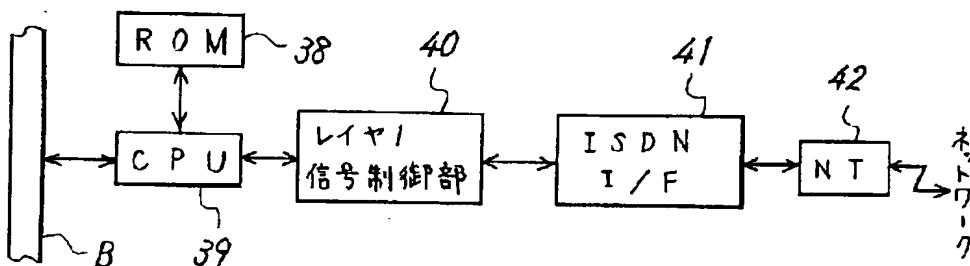 ROM
38
40
41
42
CPU
39
B
レイヤ1
信号制御部
ISDN
I/F
NT
ネットワーク